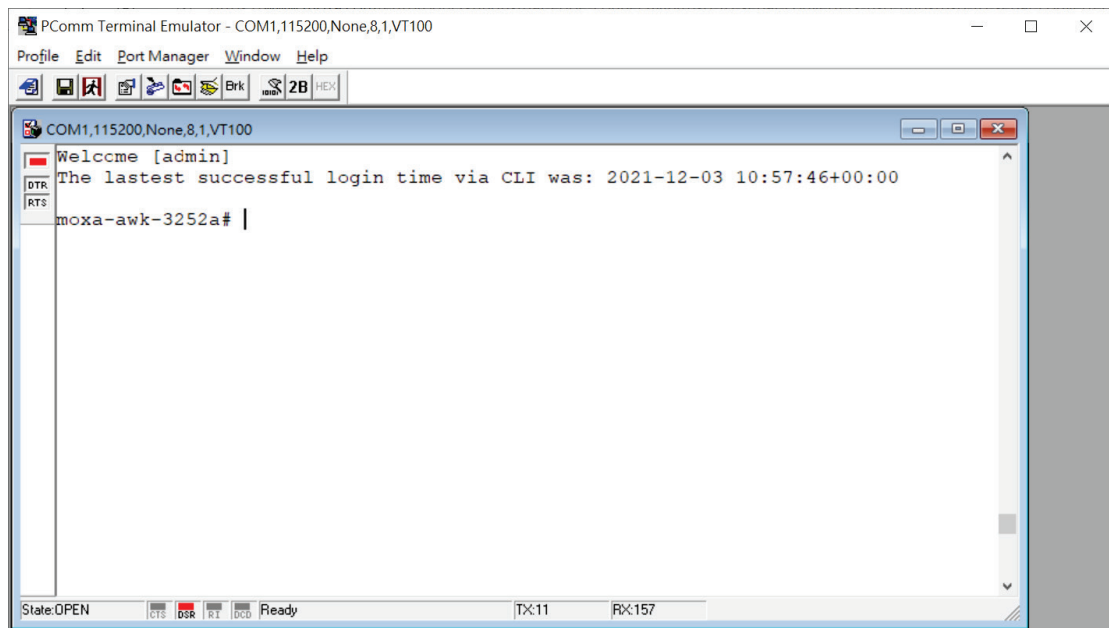 PComm Terminal Emulator - COM1,115200,None,8,1,VT100
Profile Edit Port Manager Window Help
Brk 2B HEX
COM1,115200,None,8,1,VT100
Welccme [admin]
DTR The lastest successful login time via CLI was: 2021-12-03 10:57:46+00:00
RTS
moxa-awk-3252a#
State:OPEN CTS DSR RI DCD Ready TX:11 RX:157